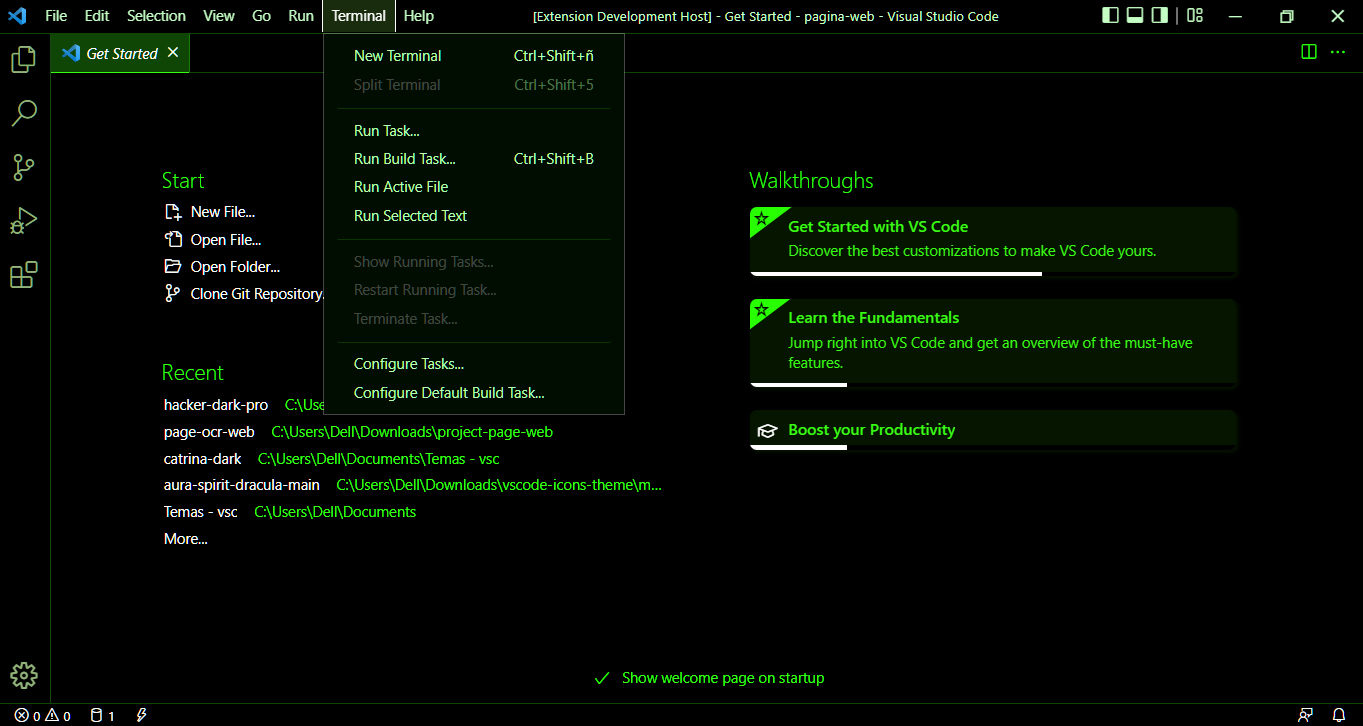 File Edit Selection View Go Run Terminal Help [Extension Development Host] - Get Started - pagina-web - Visual Studio Code
Get Started
New Terminal Ctrl+Shift+ñ
Split Terminal Ctrl+Shift+5
Run Task...
Run Build Task... Ctrl+Shift+B
Run Active File
Run Selected Text
Show Running Tasks...
Restart Running Task...
Terminate Task...
Configure Tasks...
Configure Default Build Task...
Start
New File...
Open File...
Open Folder...
Clone Git Repository.
Recent
hacker-dark-pro C:\Use
page-ocr-web C:\Users\Dell\Downloads\project-page-web
catrina-dark C:\Users\Dell\Documents\Temas - vsc
aura-spirit-dracula-main C:\Users\Dell\Downloads\vscode-icons-theme\m...
Temas - vsc C:\Users\Dell\Documents
More...
Walkthroughs
Get Started with VS Code
Discover the best customizations to make VS Code yours.
Learn the Fundamentals
Jump right into VS Code and get an overview of the must-have
features.
Boost your Productivity
Show welcome page on startup
0 0 1